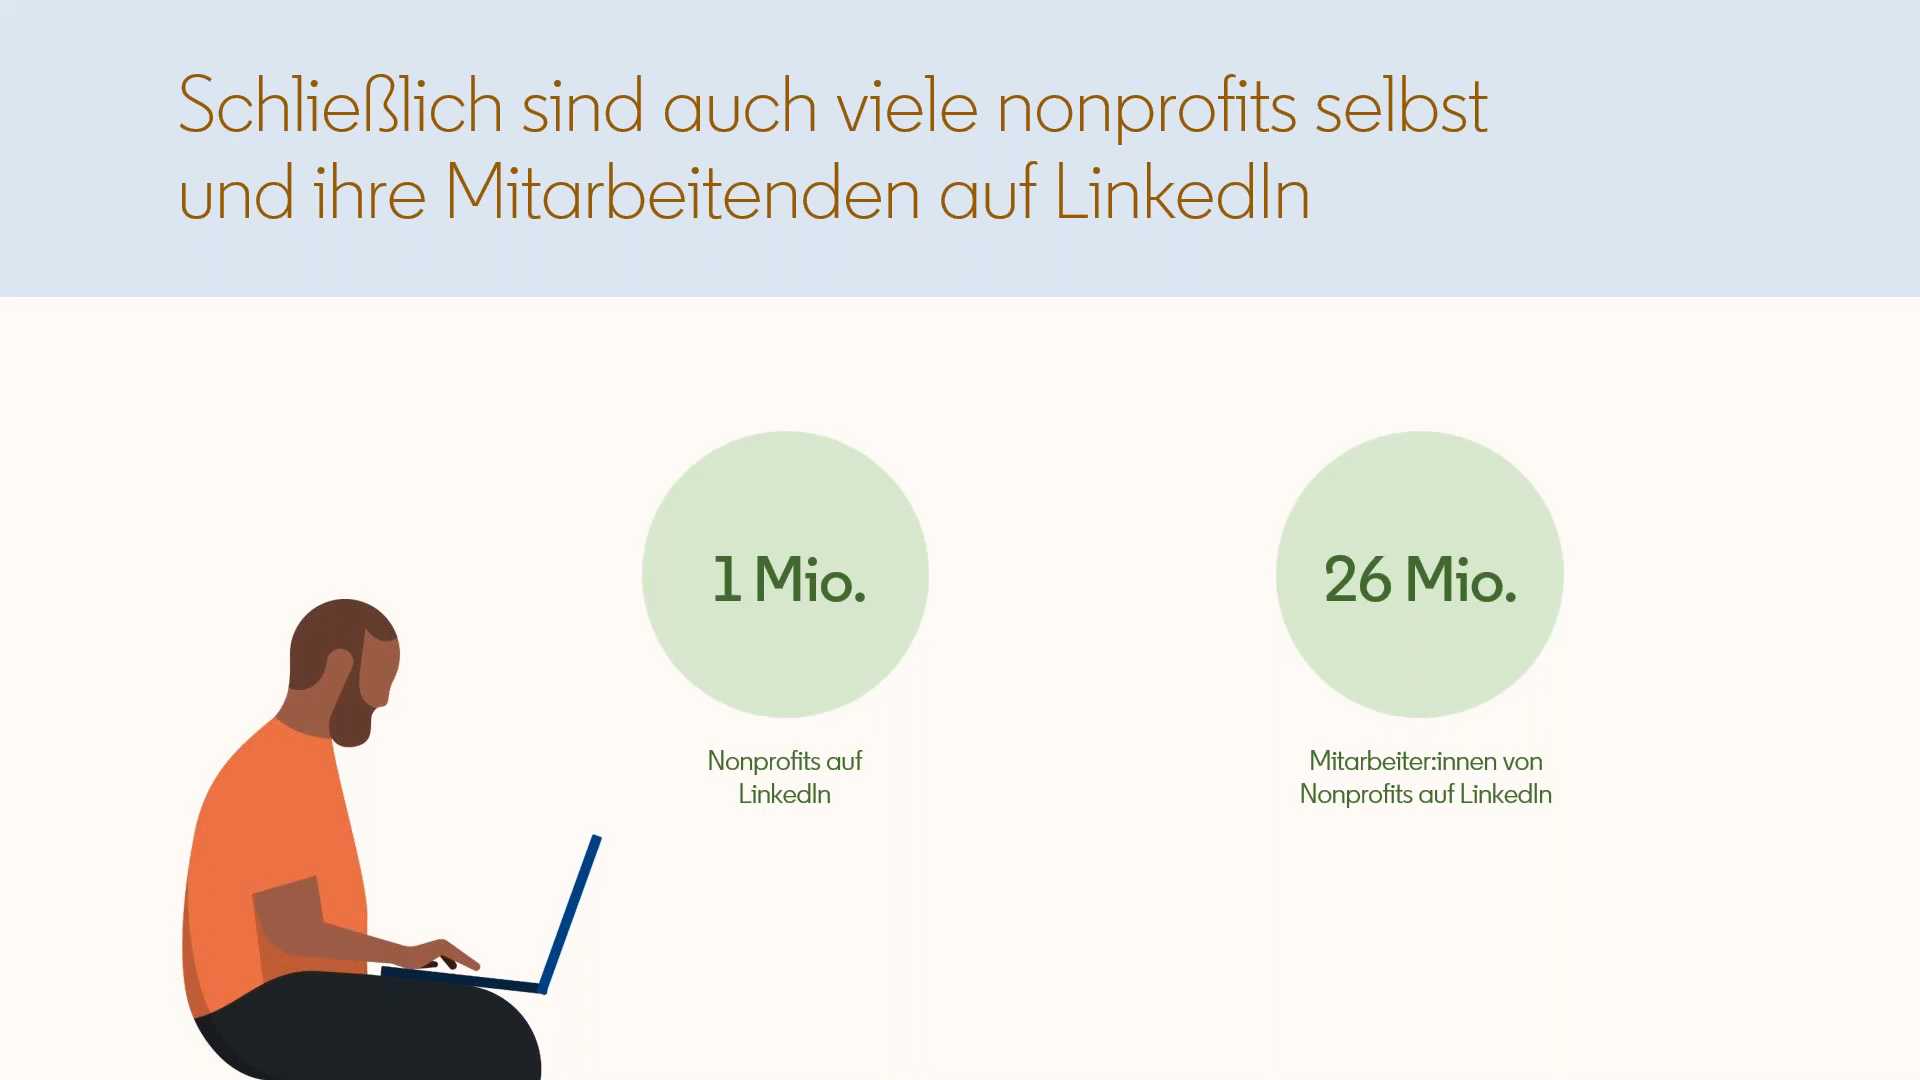 Schließlich sind auch viele nonprofits selbst
und ihre Mitarbeitenden auf LinkedIn
1 Mio.
Nonprofits auf
LinkedIn
26 Mio.
Mitarbeiter:innen von
Nonprofits auf LinkedIn